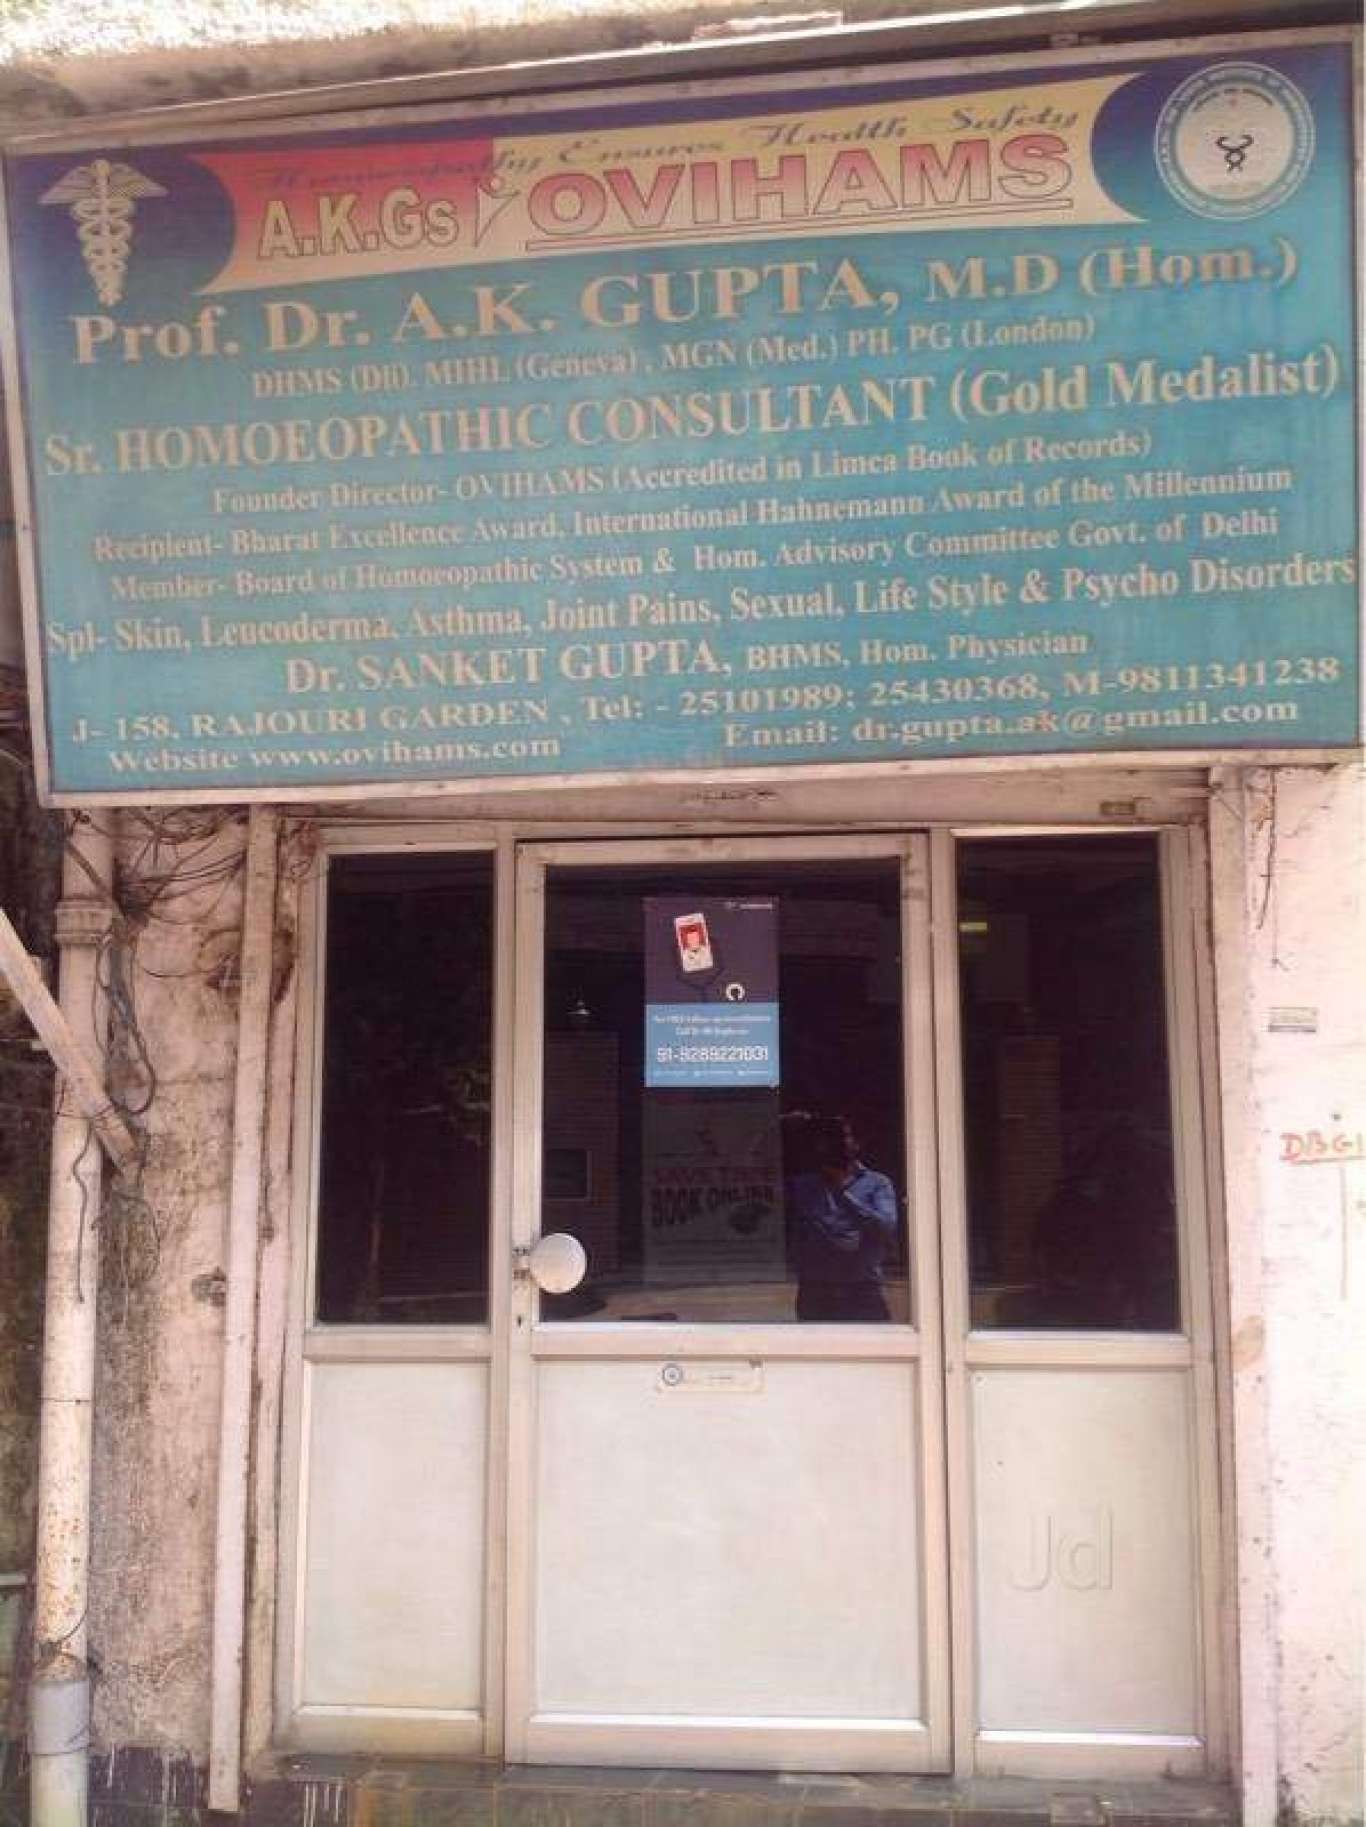 Homoeopathy Ensures Health Safety
A.K.Gs OVIHAMS
Prof. Dr. A.K. GUPTA, M.D (Hom.)
DHMS (Dli). MIHL (Geneva) , MGN (Med.) PH. PG (London)
Sr. HOMOEOPATHIC CONSULTANT (Gold Medalist)
Founder Director- OVIHAMS (Accredited in Limca Book of Records)
Recipient- Bharat Excellence Award, International Hahnemann Award of the Millennium
Member- Board of Homoeopathic System & Hom. Advisory Committee Govt. of Delhi
Spl- Skin, Leucoderma, Asthma, Joint Pains, Sexual, Life Style & Psycho Disorders
Dr. SANKET GUPTA, BHMS, Hom. Physician
J- 158, RAJOURI GARDEN , Tel: - 25101989; 25430368, M-9811341238
Website www.ovihams.com Email: dr.gupta.ak@gmail.com
91-9289221031
SAVE TIME
BOOK ONLINE
DBG
Jd